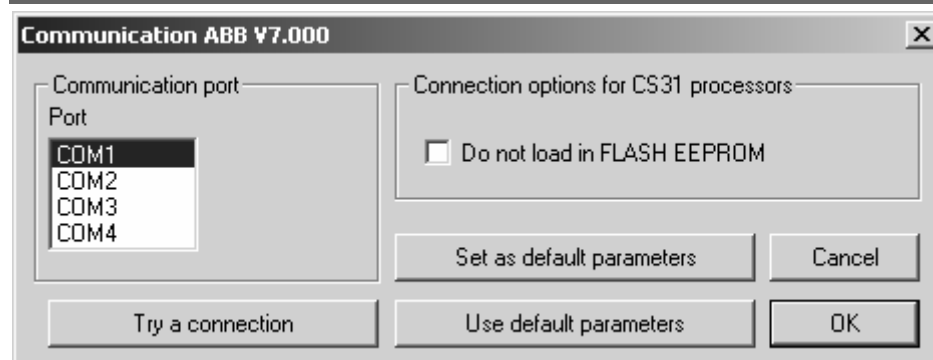 Communication ABB V7.000
Communication port
Port
COM1
COM2
COM3
COM4
Try a connection
Connection options for CS31 processors
Do not load in FLASH EEPROM
Set as default parameters
Cancel
Use default parameters
OK